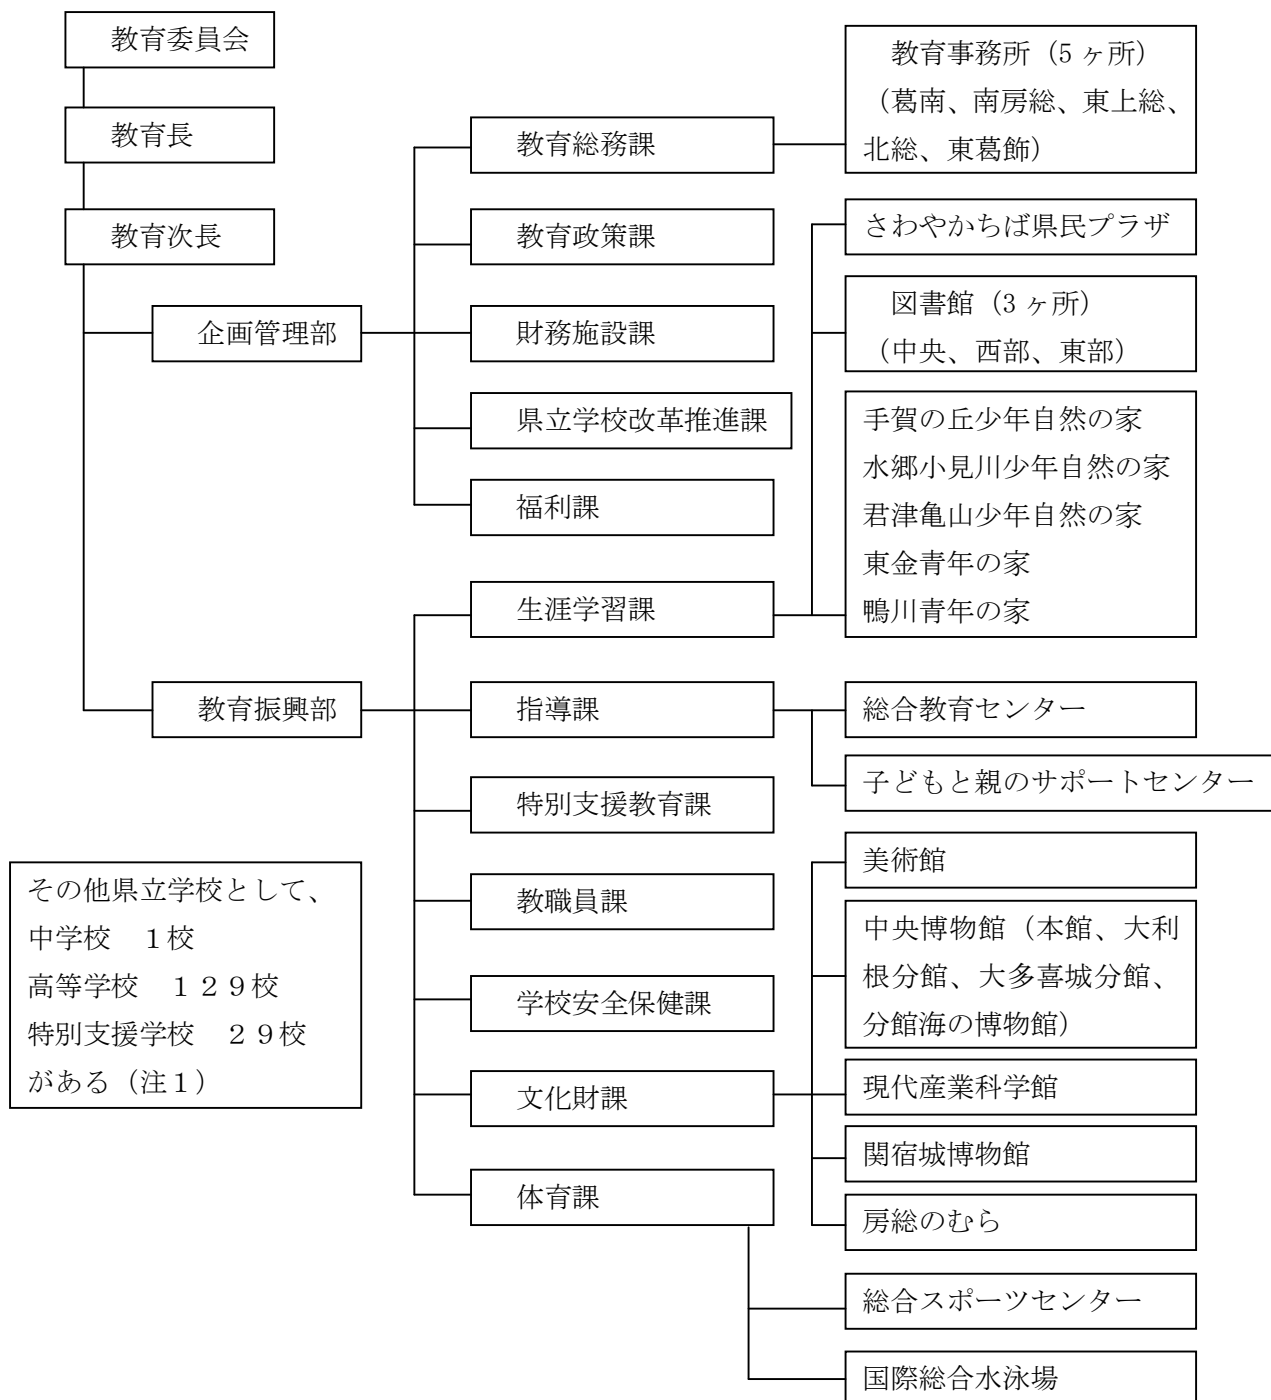 教育委員会
教育長
教育次長
企画管理部
教育総務課
教育政策課
財務施設課
県立学校改革推進課
福利課
教育事務所（5 ヶ所）
（葛南、南房総、東上総、
北総、東葛飾）
教育振興部
生涯学習課
さわやかちば県民プラザ
図書館（3 ヶ所）
（中央、西部、東部）
手賀の丘少年自然の家
水郷小見川少年自然の家
君津亀山少年自然の家
東金青年の家
鴨川青年の家
指導課
総合教育センター
子どもと親のサポートセンター
特別支援教育課
教職員課
学校安全保健課
文化財課
美術館
中央博物館（本館、大利
根分館、大多喜城分館、
分館海の博物館）
現代産業科学館
関宿城博物館
房総のむら
体育課
総合スポーツセンター
国際総合水泳場
その他県立学校として、
中学校　１校
高等学校　１２９校
特別支援学校　２９校
がある（注１）